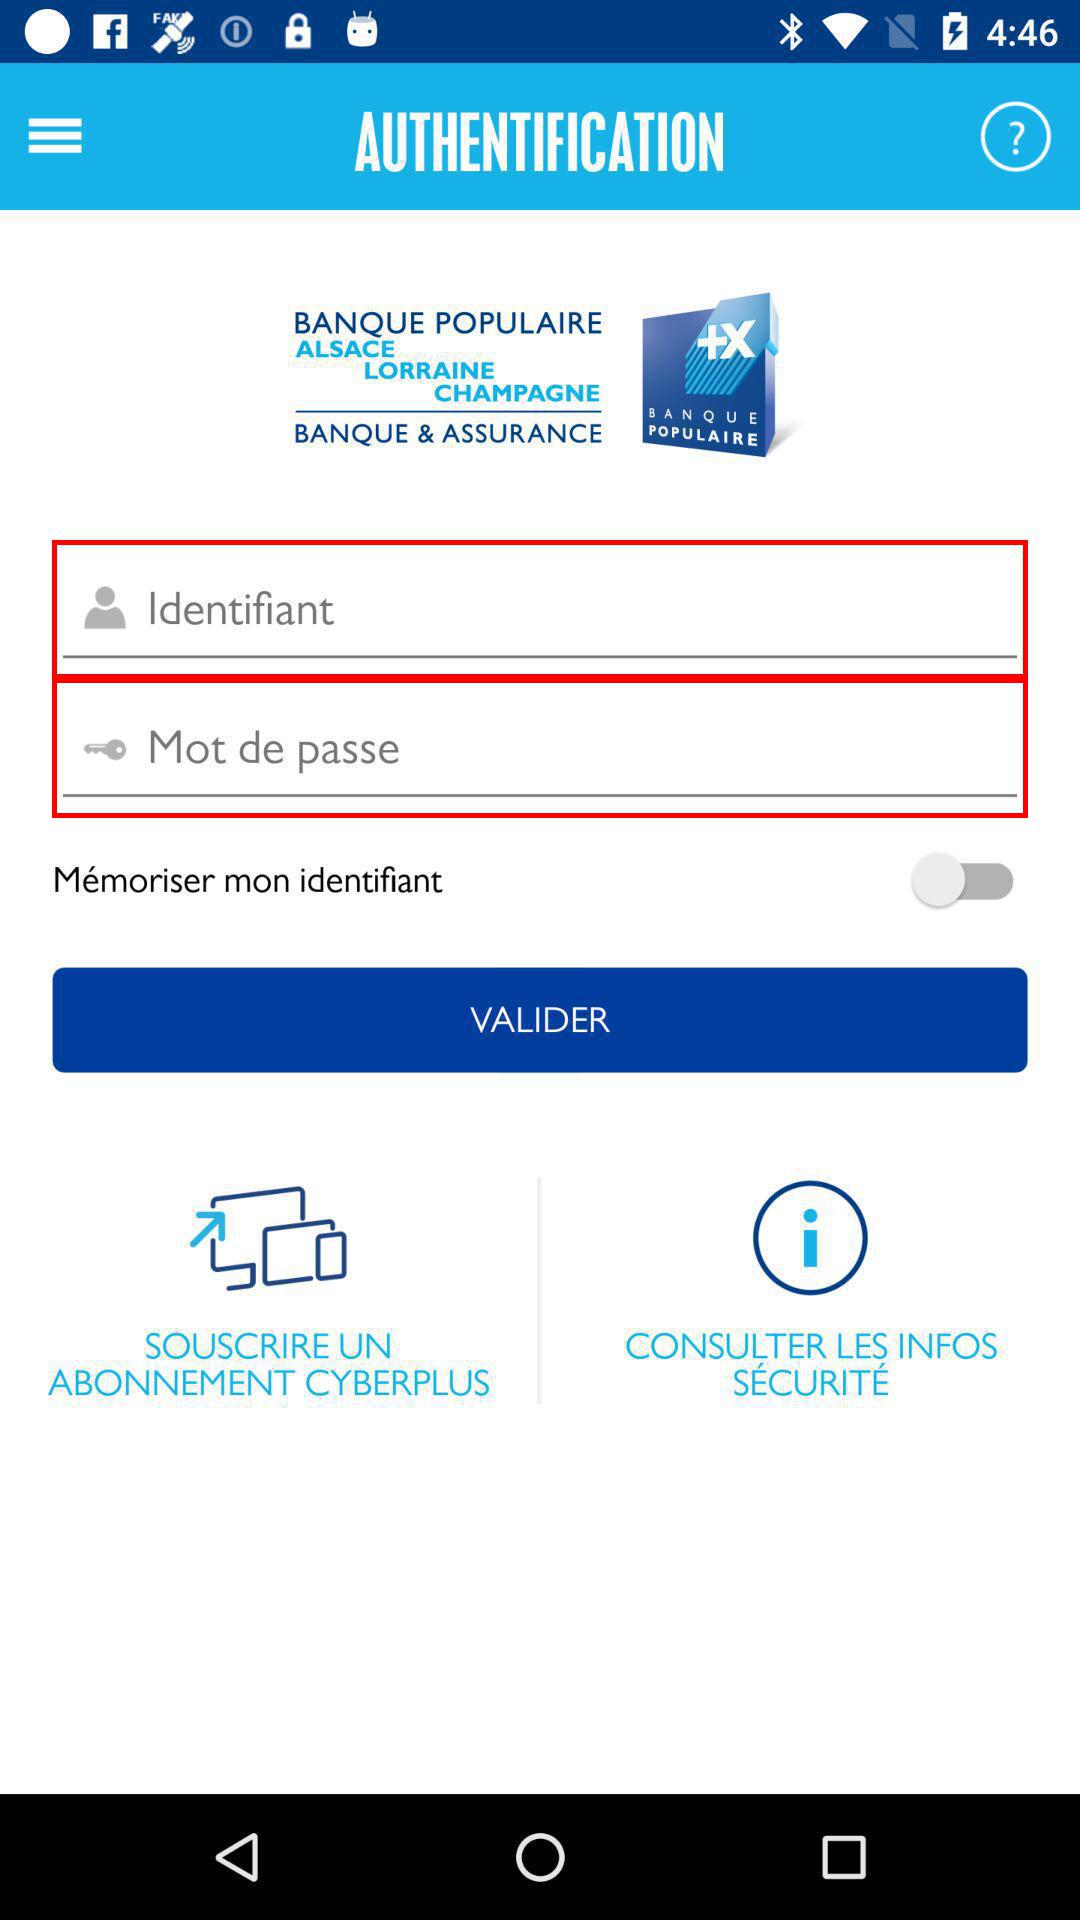 FAKE
4:46
AUTHENTIFICATION
?
BANQUE POPULAIRE
ALSACE
LORRAINE
CHAMPAGNE
BANQUE & ASSURANCE
+X
BANQUE
POPULAIRE
Identifiant
Mot de passe
Mémoriser mon identifiant
VALIDER
SOUSCRIRE UN
ABONNEMENT CYBERPLUS
CONSULTER LES INFOS
SÉCURITÉ